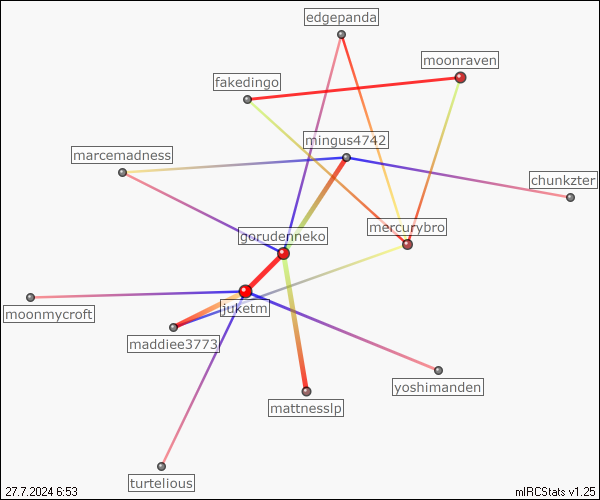 edgepanda
moonraven
fakedingo
mingus4742
marcemadness
chunkzter
mercurybro
gorudenneko
moonmycroft
juketm
maddiee3773
yoshimanden
mattnesslp
turtelious
27.7.2024 6:53
mIRCStats v1.25